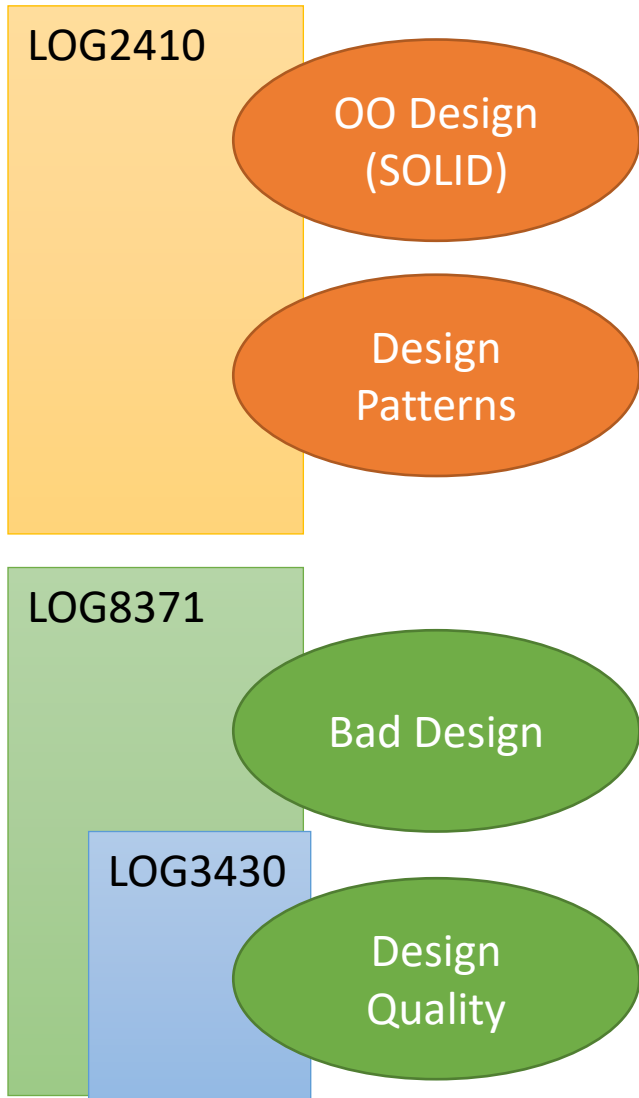 LOG2410
OO Design
(SOLID)
Design
Patterns
LOG8371
Bad Design
LOG3430
Design
Quality